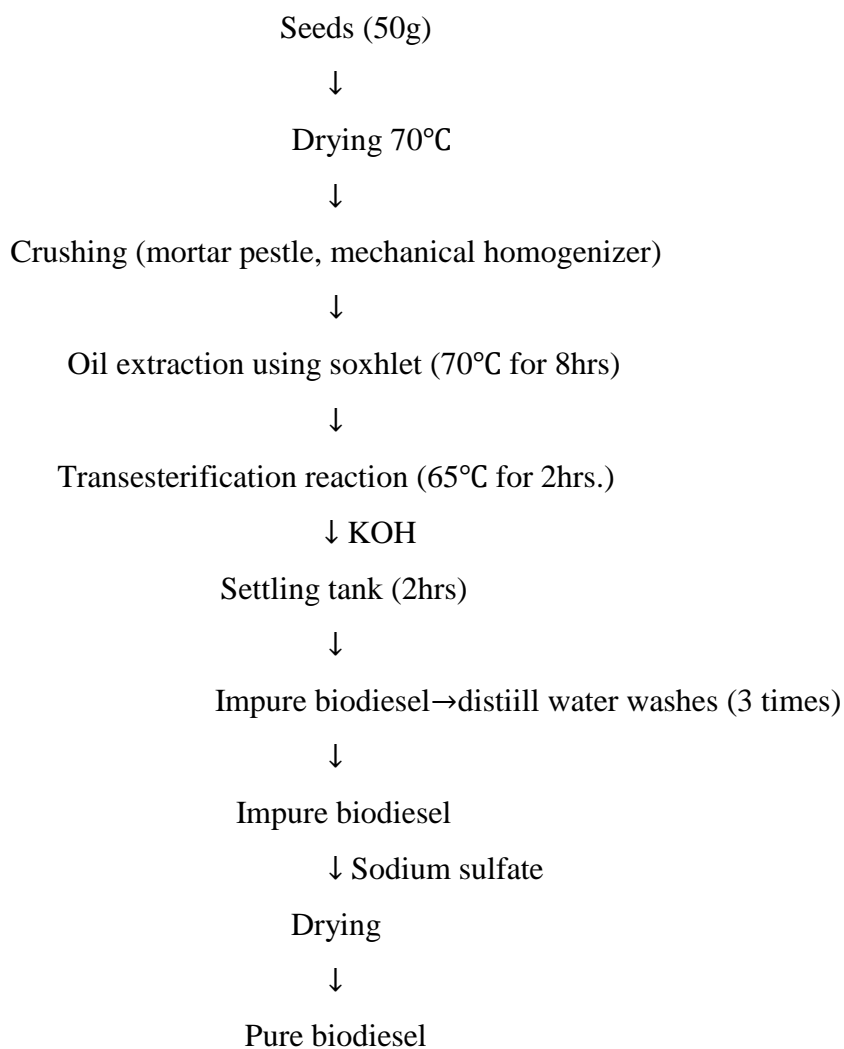 Seeds (50g)
↓
Drying 70℃
↓
Crushing (mortar pestle, mechanical homogenizer)
↓
Oil extraction using soxhlet (70℃ for 8hrs)
↓
Transesterification reaction (65℃ for 2hrs.)
↓ KOH
Settling tank (2hrs)
↓
Impure biodiesel→distiill water washes (3 times)
↓
Impure biodiesel
↓ Sodium sulfate
Drying
↓
Pure biodiesel